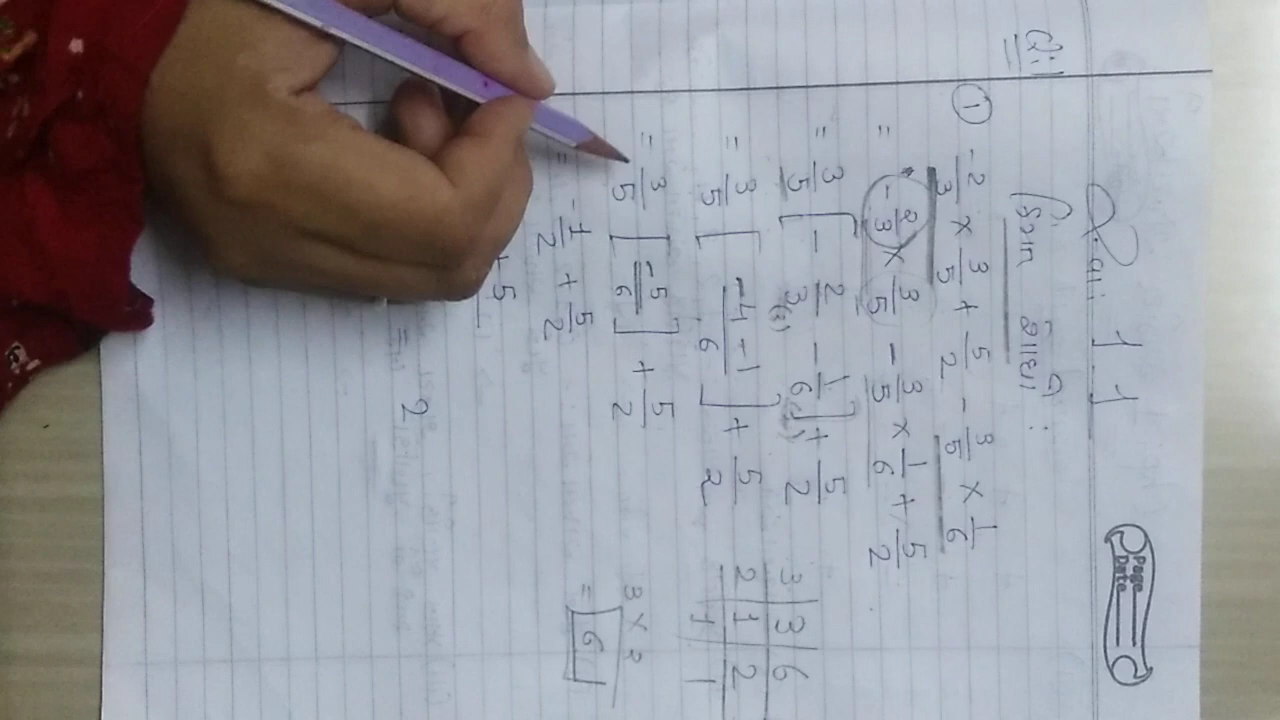 1.1
Page
Date
Q:1
① -2/3 × 3/5 + 5/2 - 3/5 × 1/6
= -2/3 × 3/5 - 3/5 × 1/6 + 5/2
= 3/5 [ -2/3(2) - 1/6(1) ] + 5/2
= 3/5 [ -4-1/6 ] + 5/2
= 3/5 [ -5/6 ] + 5/2
= -1/2 + 5/2
+ 5
= 2
3 | 3 | 6
2 | 1 | 2
1 | 1
3 × 2
= 6